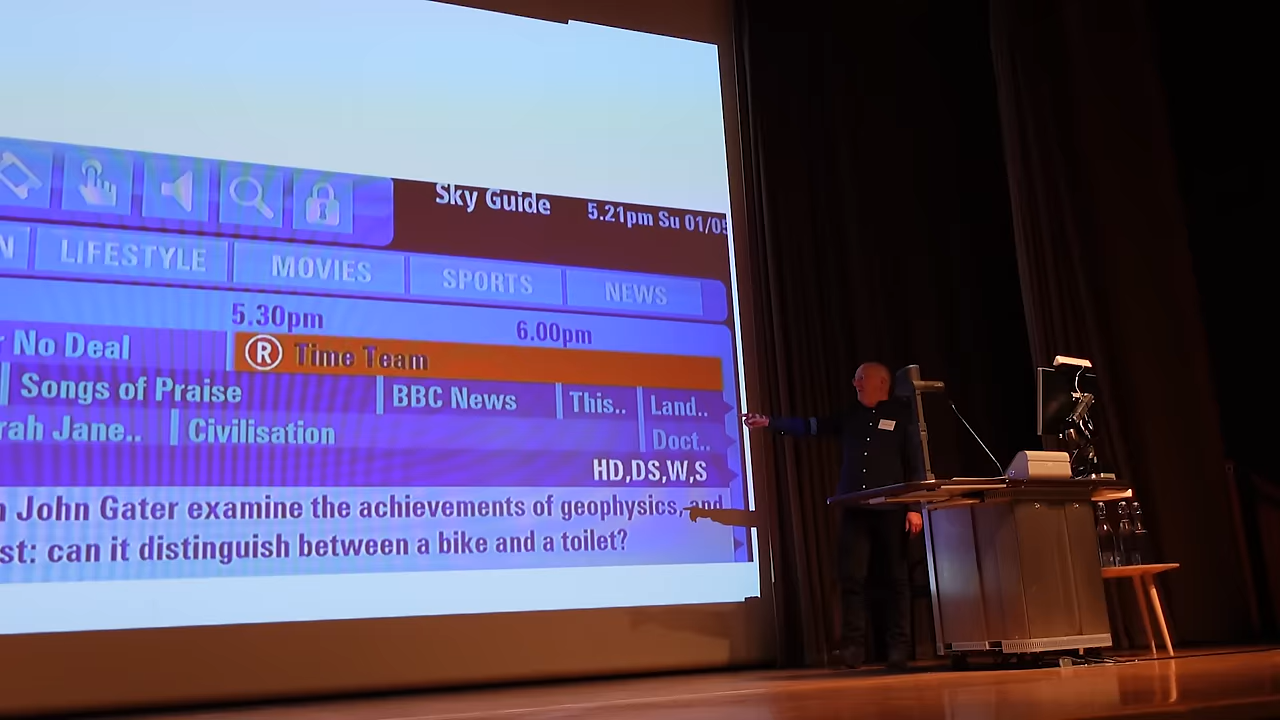 Sky Guide 5.21pm Su 01/05
N LIFESTYLE MOVIES SPORTS NEWS
5.30pm 6.00pm
r No Deal ® Time Team
Songs of Praise BBC News This.. Land..
rah Jane.. Civilisation Doct..
HD,DS,W,S
n John Gater examine the achievements of geophysics, and
st: can it distinguish between a bike and a toilet?